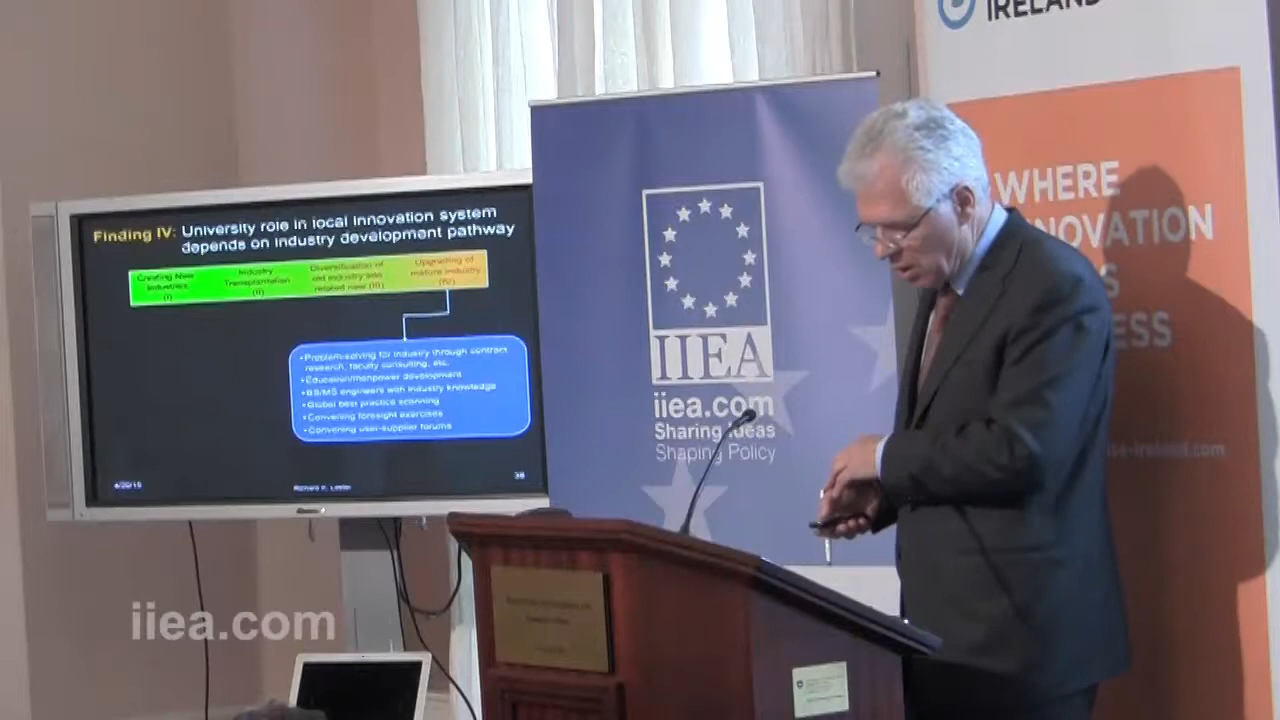 Finding IV: University role in local innovation system
depends on industry development pathway
Creating New
Industries
(I)
Industry
Transplantation
(II)
Diversification of
old industry into
related new (III)
Upgrading of
mature industry
(IV)
•Problem-solving for industry through contract
research, faculty consulting, etc.
•Education/manpower development
•BS/MS engineers with industry knowledge
•Global best practice scanning
•Convening foresight exercises
•Convening user-supplier forums
Richard K. Lester
IIEA
iiea.com
Sharing Ideas
Shaping Policy
IRELAND
WHERE
iiea.com